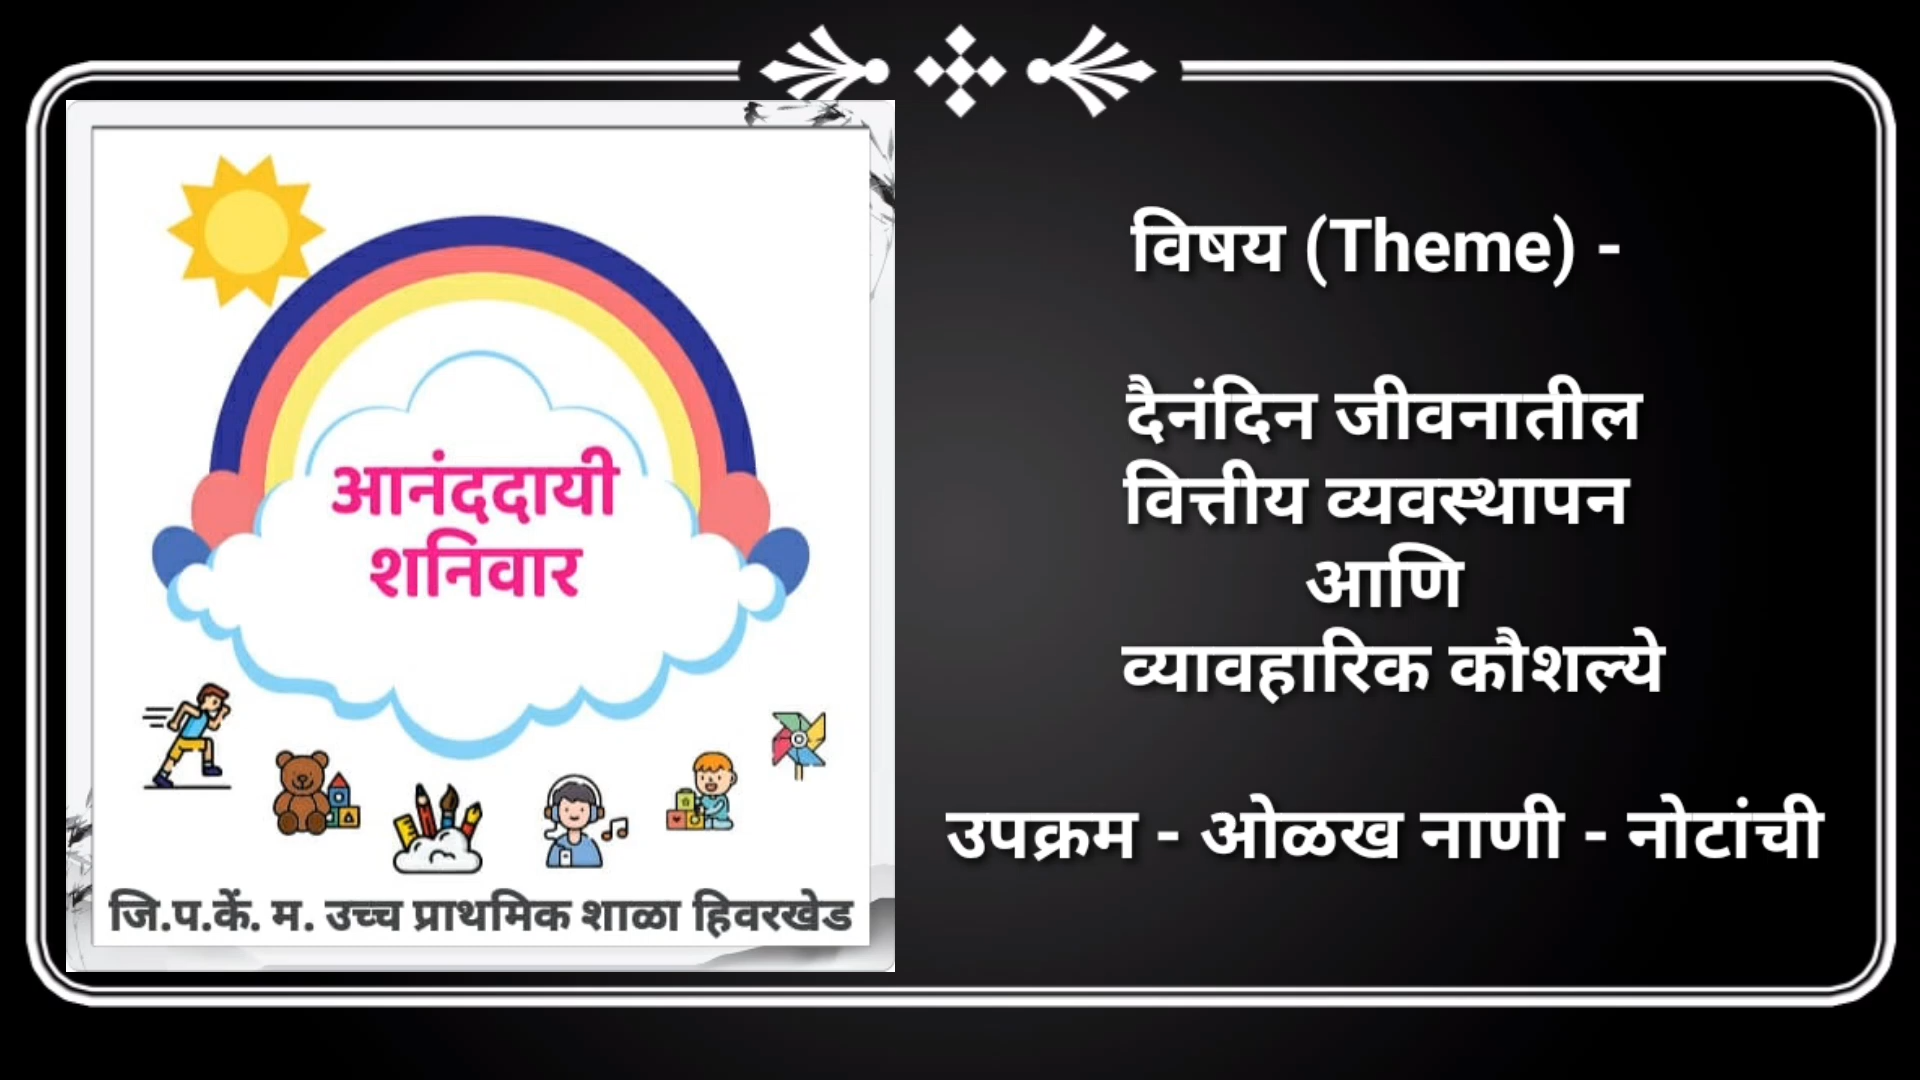 आनंददायी
शनिवार
जि.प.कें. म. उच्च प्राथमिक शाळा हिवरखेड
विषय (Theme) -
दैनंदिन जीवनातील
वित्तीय व्यवस्थापन
आणि
व्यावहारिक कौशल्ये
उपक्रम - ओळख नाणी - नोटांची